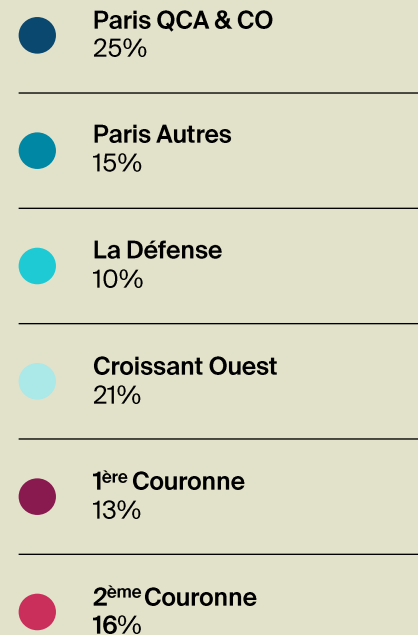 Paris QCA & CO
25%
Paris Autres
15%
La Défense
10%
Croissant Ouest
21%
1ère Couronne
13%
2ème Couronne
16%